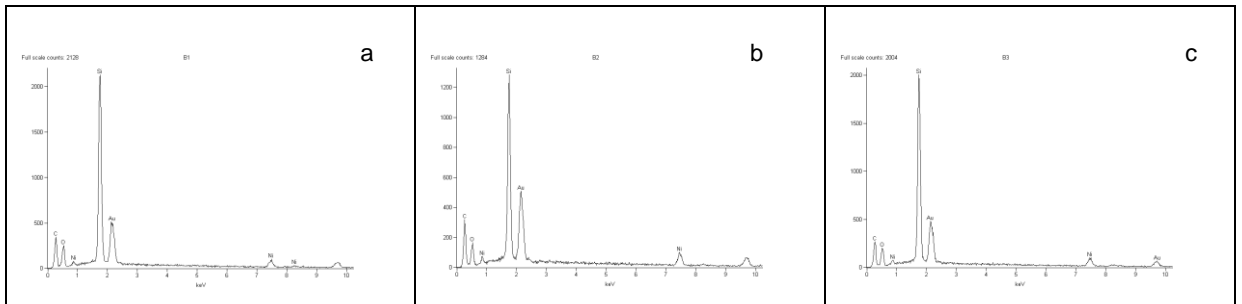 a
Full scale counts: 2128 B1
Si
2000
1500
1000
500
0
C
O
Ni
Au
Ni
Ni
0 1 2 3 4 5 6 7 8 9 10
keV
b
Full scale counts: 1284 B2
Si
1200
1000
800
600
400
200
0
C
O
Ni
Au
Ni
0 1 2 3 4 5 6 7 8 9 10
keV
c
Full scale counts: 2004 B3
Si
2000
1500
1000
500
0
C
O
Ni
Au
Ni
Au
0 1 2 3 4 5 6 7 8 9 10
keV